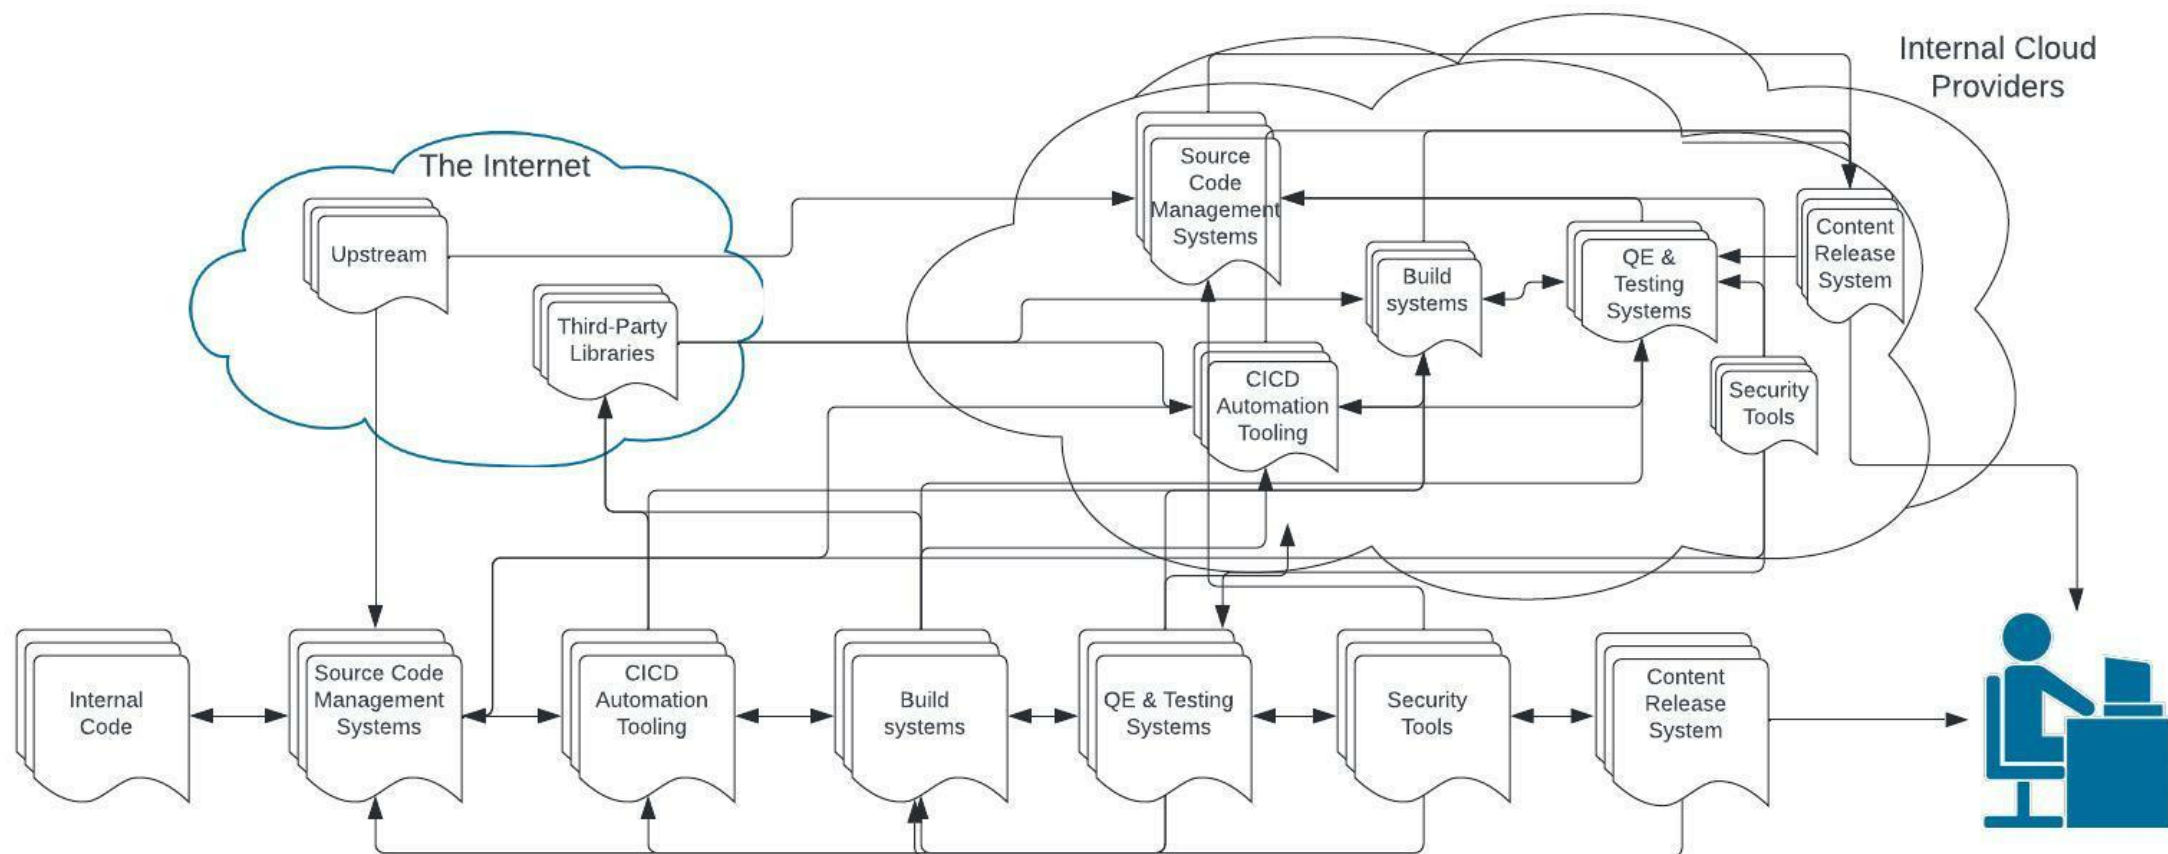 Internal Cloud
Providers
The Internet
Upstream
Third-Party
Libraries
Source
Code
Management
Systems
Build
systems
QE &
Testing
Systems
Content
Release
System
CICD
Automation
Tooling
Security
Tools
Internal
Code
Source Code
Management
Systems
CICD
Automation
Tooling
Build
systems
QE & Testing
Systems
Security
Tools
Content
Release
System